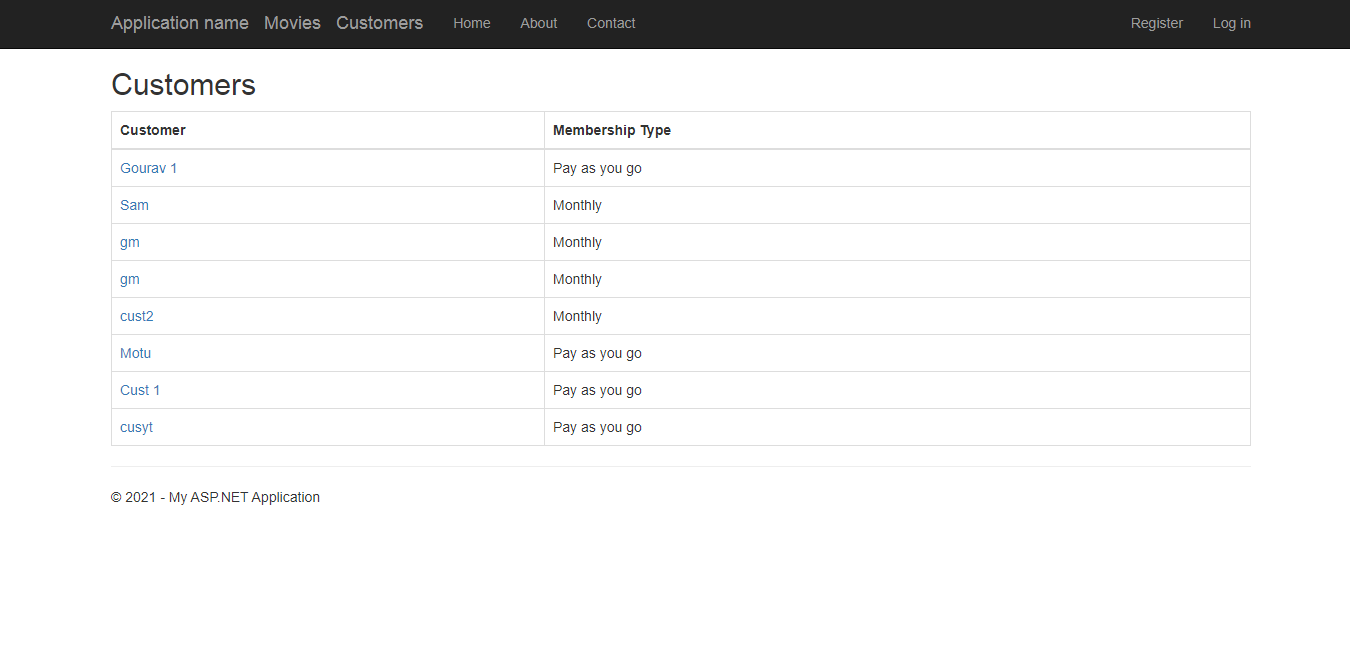 Application name Movies Customers Home About Contact Register Log in
Customers
Customer Membership Type
Gourav 1 Pay as you go
Sam Monthly
gm Monthly
gm Monthly
cust2 Monthly
Motu Pay as you go
Cust 1 Pay as you go
cusyt Pay as you go
© 2021 - My ASP.NET Application